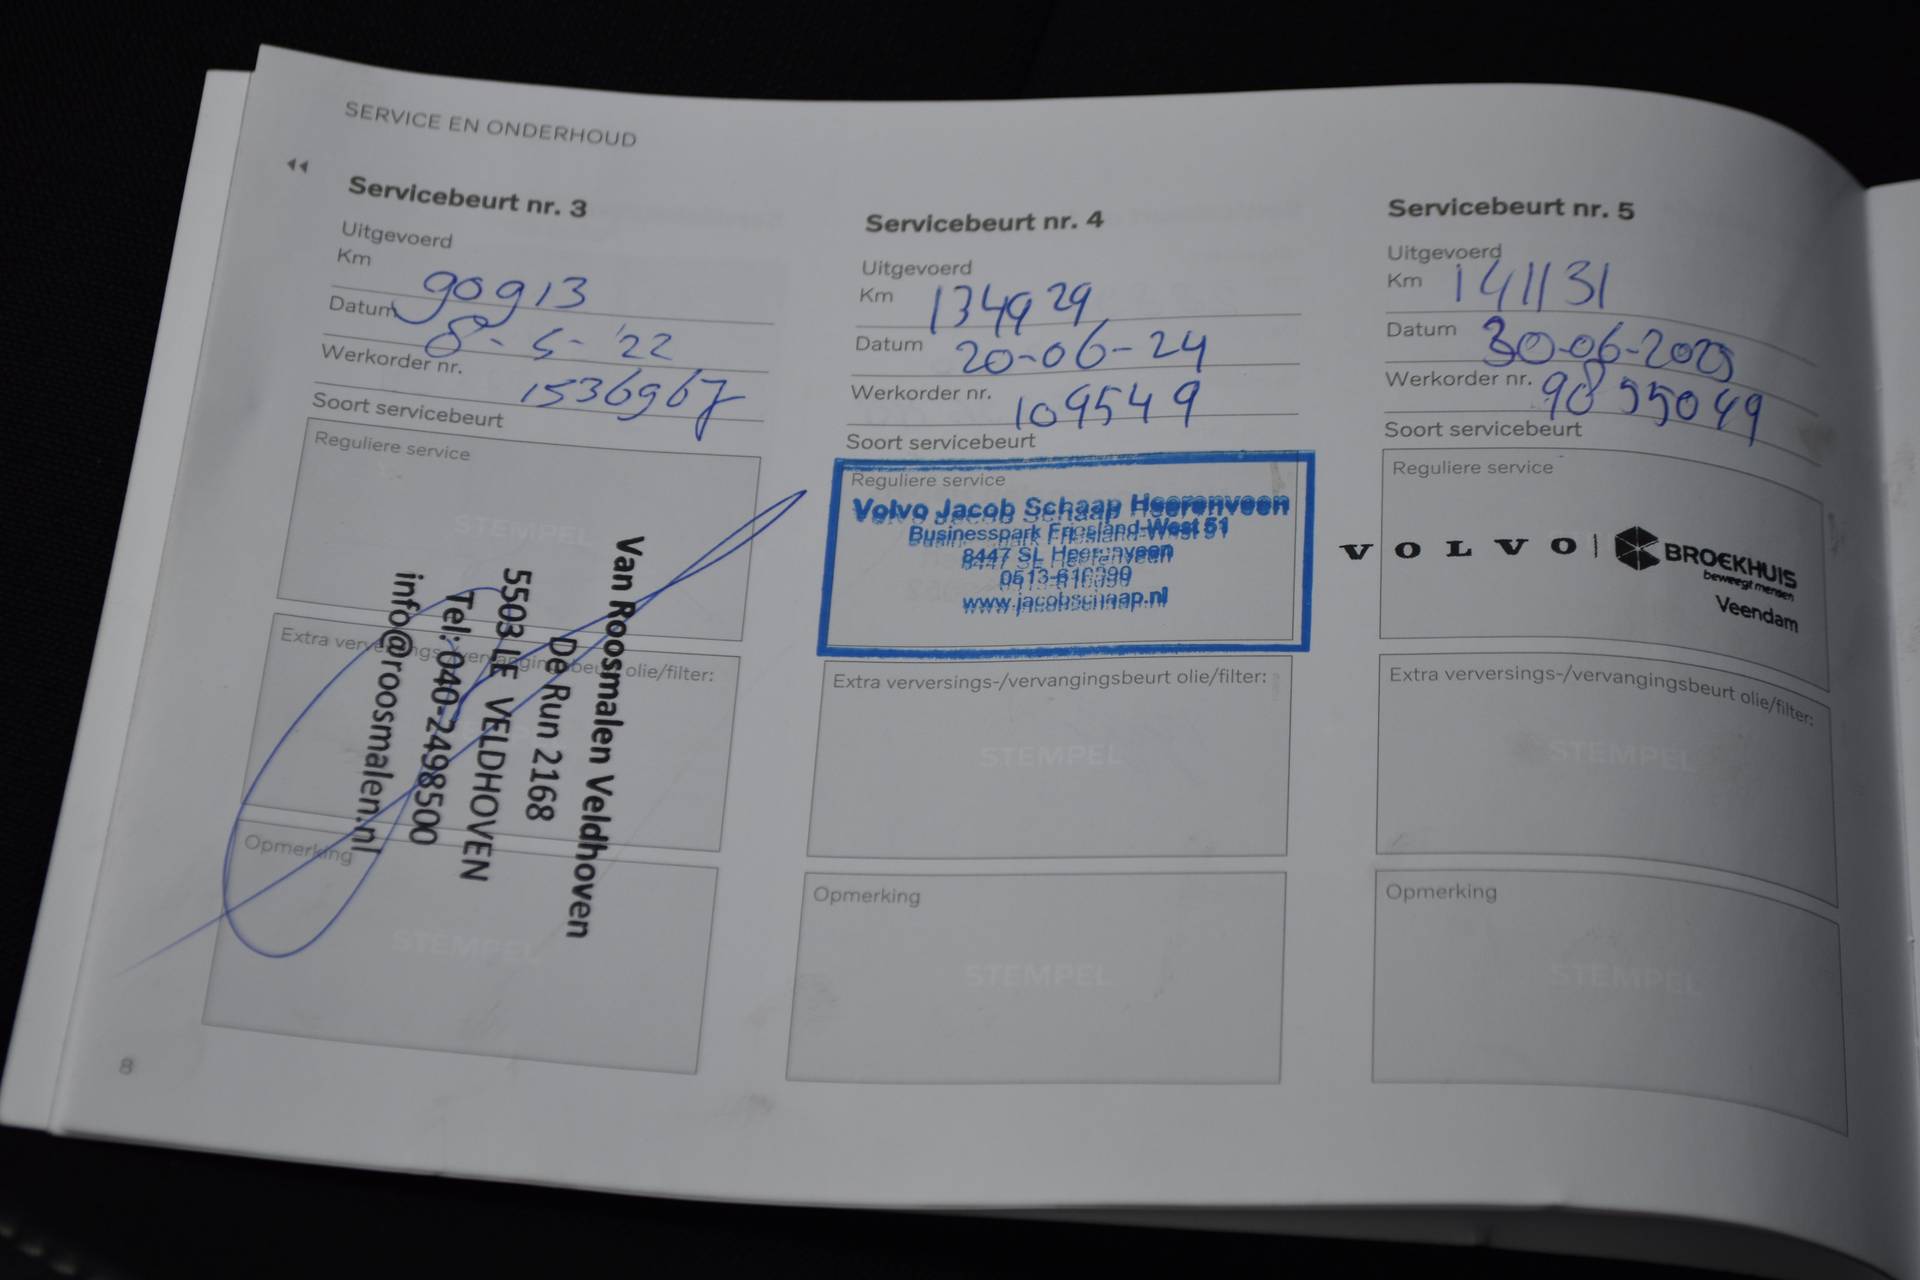 SERVICE EN ONDERHOUD
Servicebeurt nr. 3
Uitgevoerd
Km 90913
Datum 8-5-'22
Werkorder nr. 1536967
Soort servicebeurt
Reguliere service
STEMPEL
Extra verversings-/vervangingsbeurt olie/filter:
Opmerking
STEMPEL
Van Roosmalen Veldhoven
De Run 2168
5503 LE VELDHOVEN
Tel: 040-2498500
info@roosmalen.nl
8
Servicebeurt nr. 4
Uitgevoerd
Km 134929
Datum 20-06-24
Werkorder nr. 109549
Soort servicebeurt
Reguliere service
Volvo Jacob Schaap Heerenveen
Businesspark Friesland-West 51
8447 SL Heerenveen
www.jacobschaap.nl
Extra verversings-/vervangingsbeurt olie/filter:
STEMPEL
Opmerking
STEMPEL
Servicebeurt nr. 5
Uitgevoerd
Km 141131
Datum 30-06-2025
Werkorder nr.
Soort servicebeurt
Reguliere service
VOLVO | BROEKHUIS
beweegt mensen
Veendam
Extra verversings-/vervangingsbeurt olie/filter:
STEMPEL
Opmerking
STEMPEL